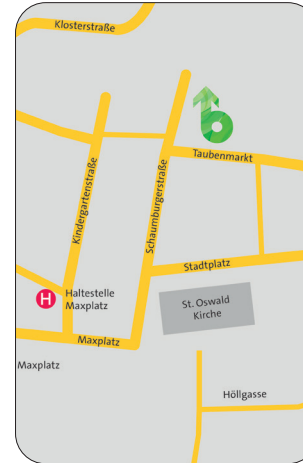 Klosterstraße
Taubenmarkt
Kindergartenstraße
Schaumburgerstraße
Stadtplatz
H
Haltestelle
Maxplatz
St. Oswald
Kirche
Maxplatz
Maxplatz
Höllgasse